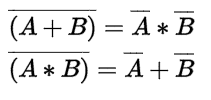 $\overline{(A + B)} = \overline{A} * \overline{B}$
$\overline{(A * B)} = \overline{A} + \overline{B}$